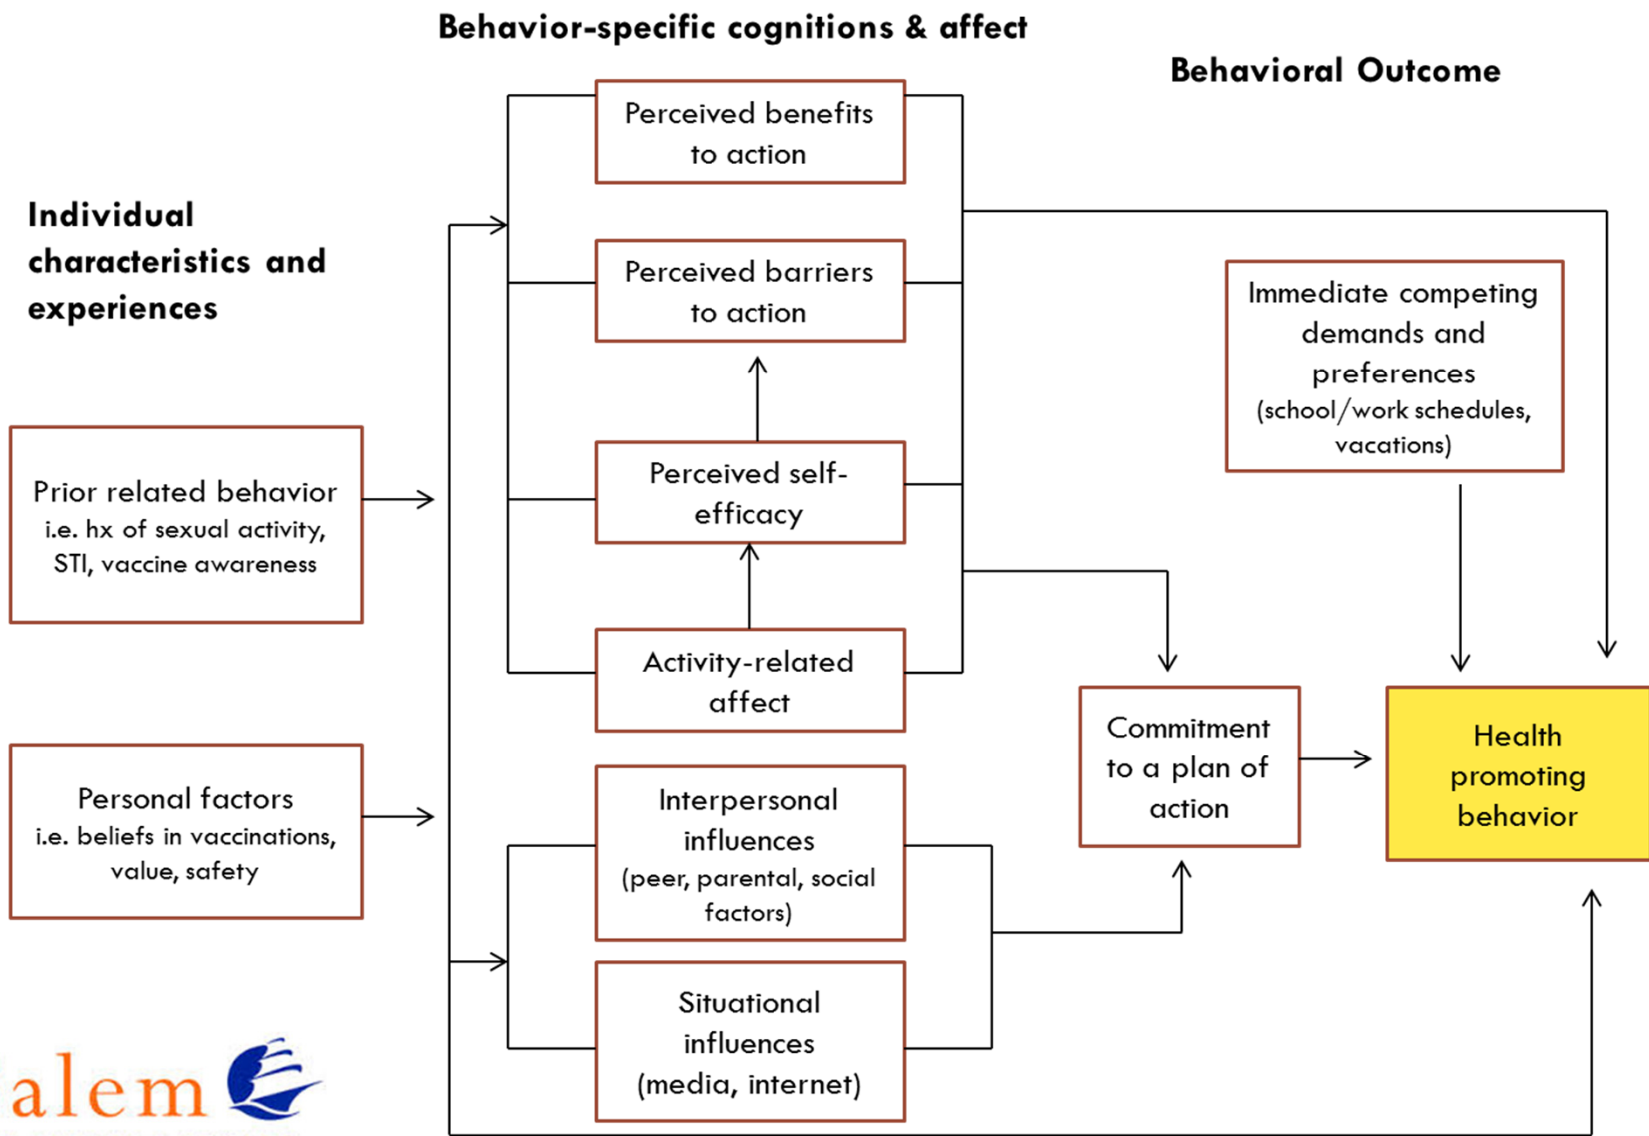 Behavior-specific cognitions & affect
Behavioral Outcome
Individual
characteristics and
experiences
Perceived benefits
to action
Perceived barriers
to action
Immediate competing
demands and
preferences
(school/work schedules,
vacations)
Prior related behavior
i.e. hx of sexual activity,
STI, vaccine awareness
Perceived self-
efficacy
Activity-related
affect
Commitment
to a plan of
action
Health
promoting
behavior
Personal factors
i.e. beliefs in vaccinations,
value, safety
Interpersonal
influences
(peer, parental, social
factors)
Situational
influences
(media, internet)
alem